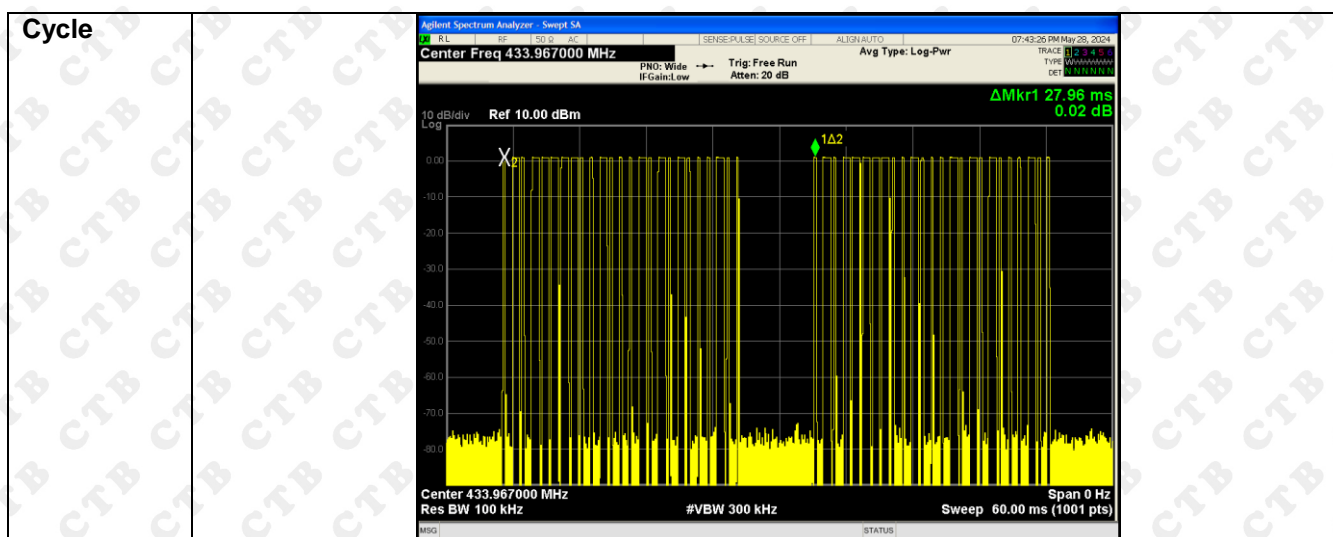 Cycle
Agilent Spectrum Analyzer - Swept SA
LXI RL RF 50 Ω AC SENSE:PULSE SOURCE OFF ALIGN AUTO 07:43:26 PM May 28, 2024
Center Freq 433.967000 MHz
Avg Type: Log-Pwr
TRACE 1 2 3 4 5 6
PNO: Wide Trig: Free Run
TYPE W
IFGain:Low Atten: 20 dB
DET N N N N N N
ΔMkr1 27.96 ms
0.02 dB
10 dB/div Ref 10.00 dBm
Log
1Δ2
X2
0.00
-10.0
-20.0
-30.0
-40.0
-50.0
-60.0
-70.0
-80.0
Center 433.967000 MHz Span 0 Hz
Res BW 100 kHz #VBW 300 kHz Sweep 60.00 ms (1001 pts)
MSG STATUS
CTB